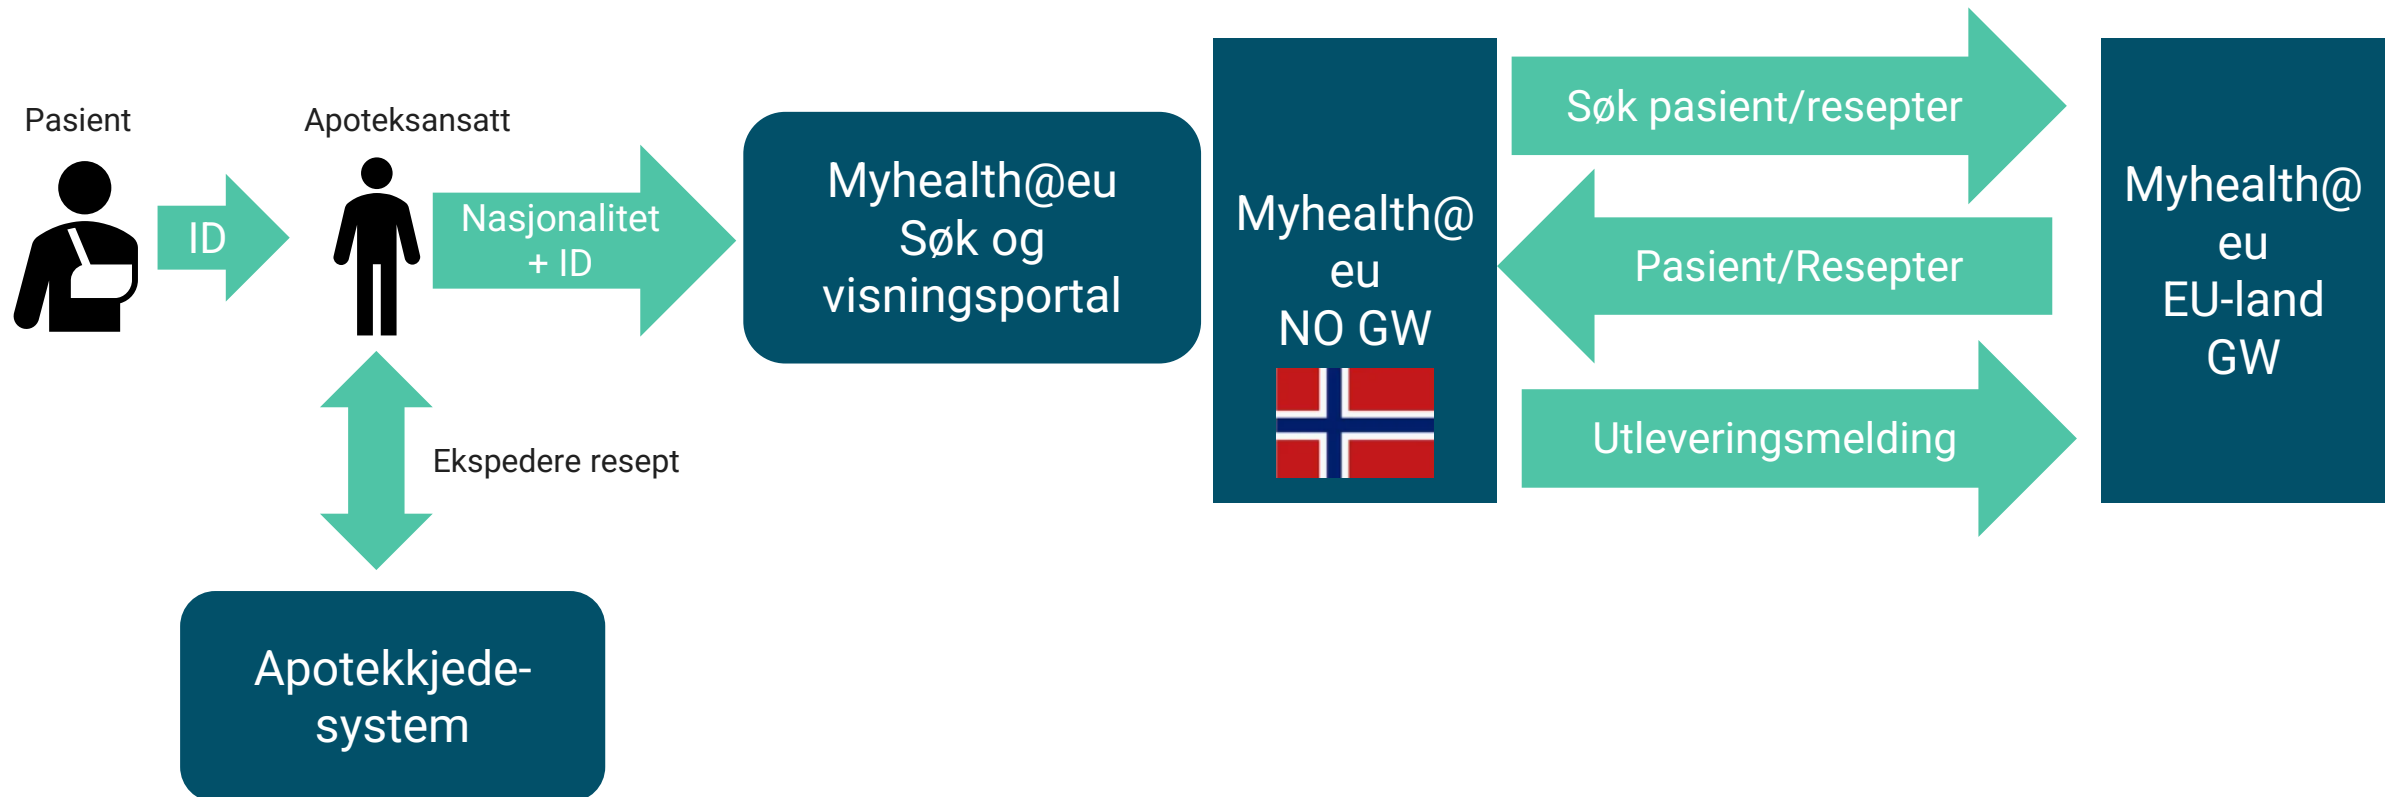 Pasient
ID
Apoteksansatt
Nasjonalitet
+ ID
Ekspedere resept
Apotekkjede-
system
Myhealth@eu
Søk og
visningsportal
Myhealth@
eu
NO GW
Søk pasient/resepter
Pasient/Resepter
Utleveringsmelding
Myhealth@
eu
EU-land
GW